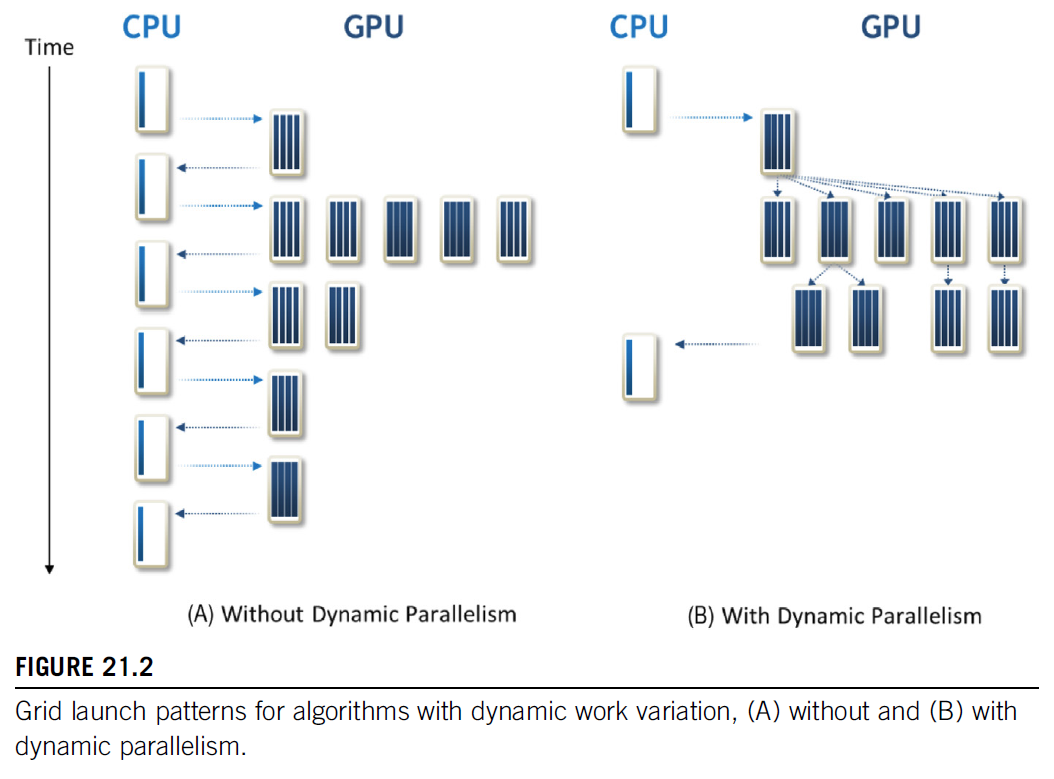 CPU GPU CPU GPU
Time
(A) Without Dynamic Parallelism (B) With Dynamic Parallelism
FIGURE 21.2
Grid launch patterns for algorithms with dynamic work variation, (A) without and (B) with
dynamic parallelism.